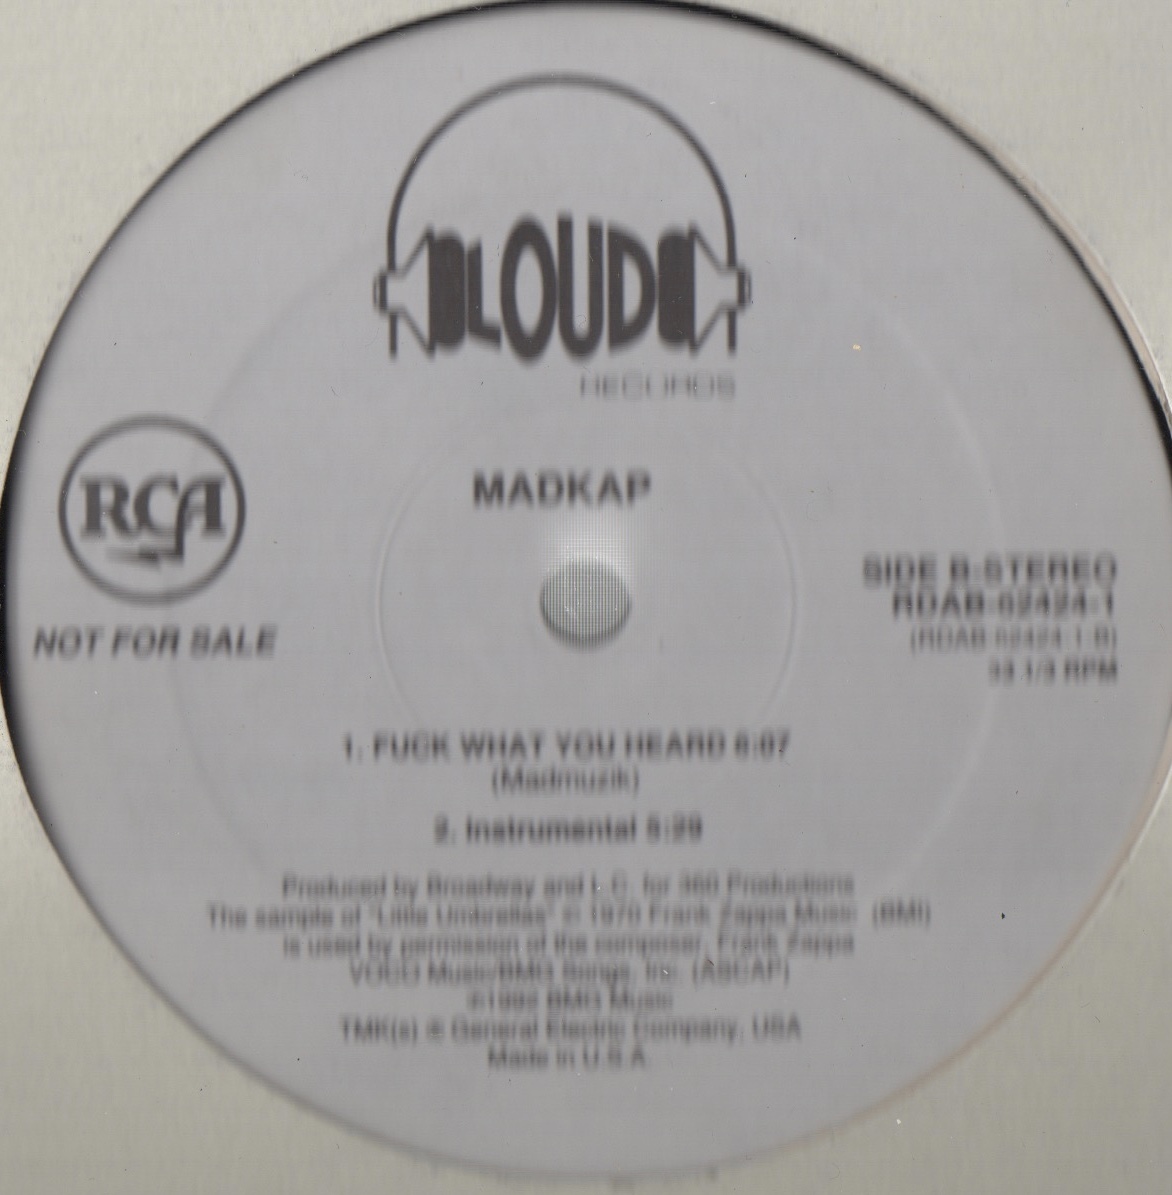 LOUD
RECORDS
RCA
MADKAP
NOT FOR SALE
SIDE B-STEREO
RDAB-62424-1
(RDAB-62424-1-B)
33 1/3 RPM
1. FUCK WHAT YOU HEARD 6:07
(Madmuzik)
2. Instrumental 5:29
Produced by Broadway and L.C. for 360 Productions
The sample of "Little Umbrellas" © 1970 Frank Zappa Music (BMI)
is used by permission of the composer, Frank Zappa
Music/BMG Songs, Inc. (ASCAP)
BMG Music
TMK(s) ® General Electric Company, USA
Made in U.S.A.